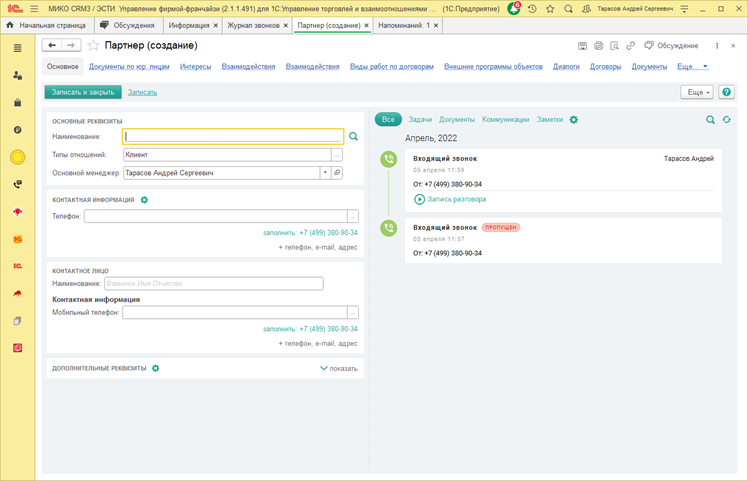 1С МИКО CRM3 / ЭСТИ: Управление фирмой-франчайзи (2.1.1.491) для 1С:Управление торговлей и взаимоотношениями ... (1С:Предприятие) 6 Тарасов Андрей Сергеевич
Начальная страница Обсуждения Информация × Журнал звонков × Партнер (создание) × Напоминаний: 1 ×
Партнер (создание) Обсуждение
Основное Документы по юр. лицам Интересы Взаимодействия Взаимодействия Виды работ по договорам Внешние программы объектов Диалоги Договоры Документы Еще...
Записать и закрыть Записать Еще ?
ОСНОВНЫЕ РЕКВИЗИТЫ
Наименование:
Типы отношений: Клиент ...
Основной менеджер: Тарасов Андрей Сергеевич
КОНТАКТНАЯ ИНФОРМАЦИЯ
Телефон: ...
заполнить: +7 (499) 380-90-34
+ телефон, e-mail, адрес
КОНТАКТНОЕ ЛИЦО
Наименование: Фамилия Имя Отчество
Контактная информация
Мобильный телефон: ...
заполнить: +7 (499) 380-90-34
+ телефон, e-mail, адрес
ДОПОЛНИТЕЛЬНЫЕ РЕКВИЗИТЫ показать
Все Задачи Документы Коммуникации Заметки
Апрель, 2022
Входящий звонок Тарасов Андрей
05 апреля 11:59
От: +7 (499) 380-90-34
Запись разговора
Входящий звонок ПРОПУЩЕН
05 апреля 11:57
От: +7 (499) 380-90-34